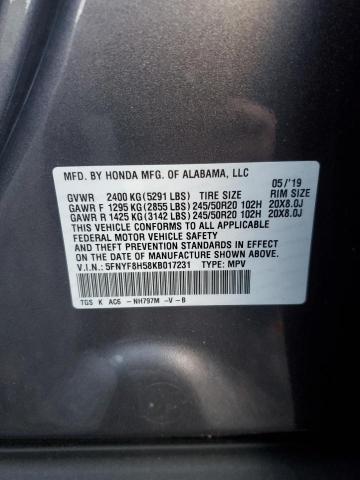 MFD. BY HONDA MFG. OF ALABAMA, LLC 05/'19
GVWR 2400 KG(5291 LBS) TIRE SIZE RIM SIZE
GAWR F 1295 KG(2855 LBS) 245/50R20 102H 20X8.0J
GAWR R 1425 KG(3142 LBS) 245/50R20 102H 20X8.0J
THIS VEHICLE CONFORMS TO ALL APPLICABLE
FEDERAL MOTOR VEHICLE SAFETY
AND THEFT PREVENTION STANDARDS IN EFFECT
ON THE DATE OF MANUFACTURE SHOWN ABOVE.
V.I.N: 5FNYF8H58KB017231 TYPE: MPV
TGS K AC6 -NH797M -V-B